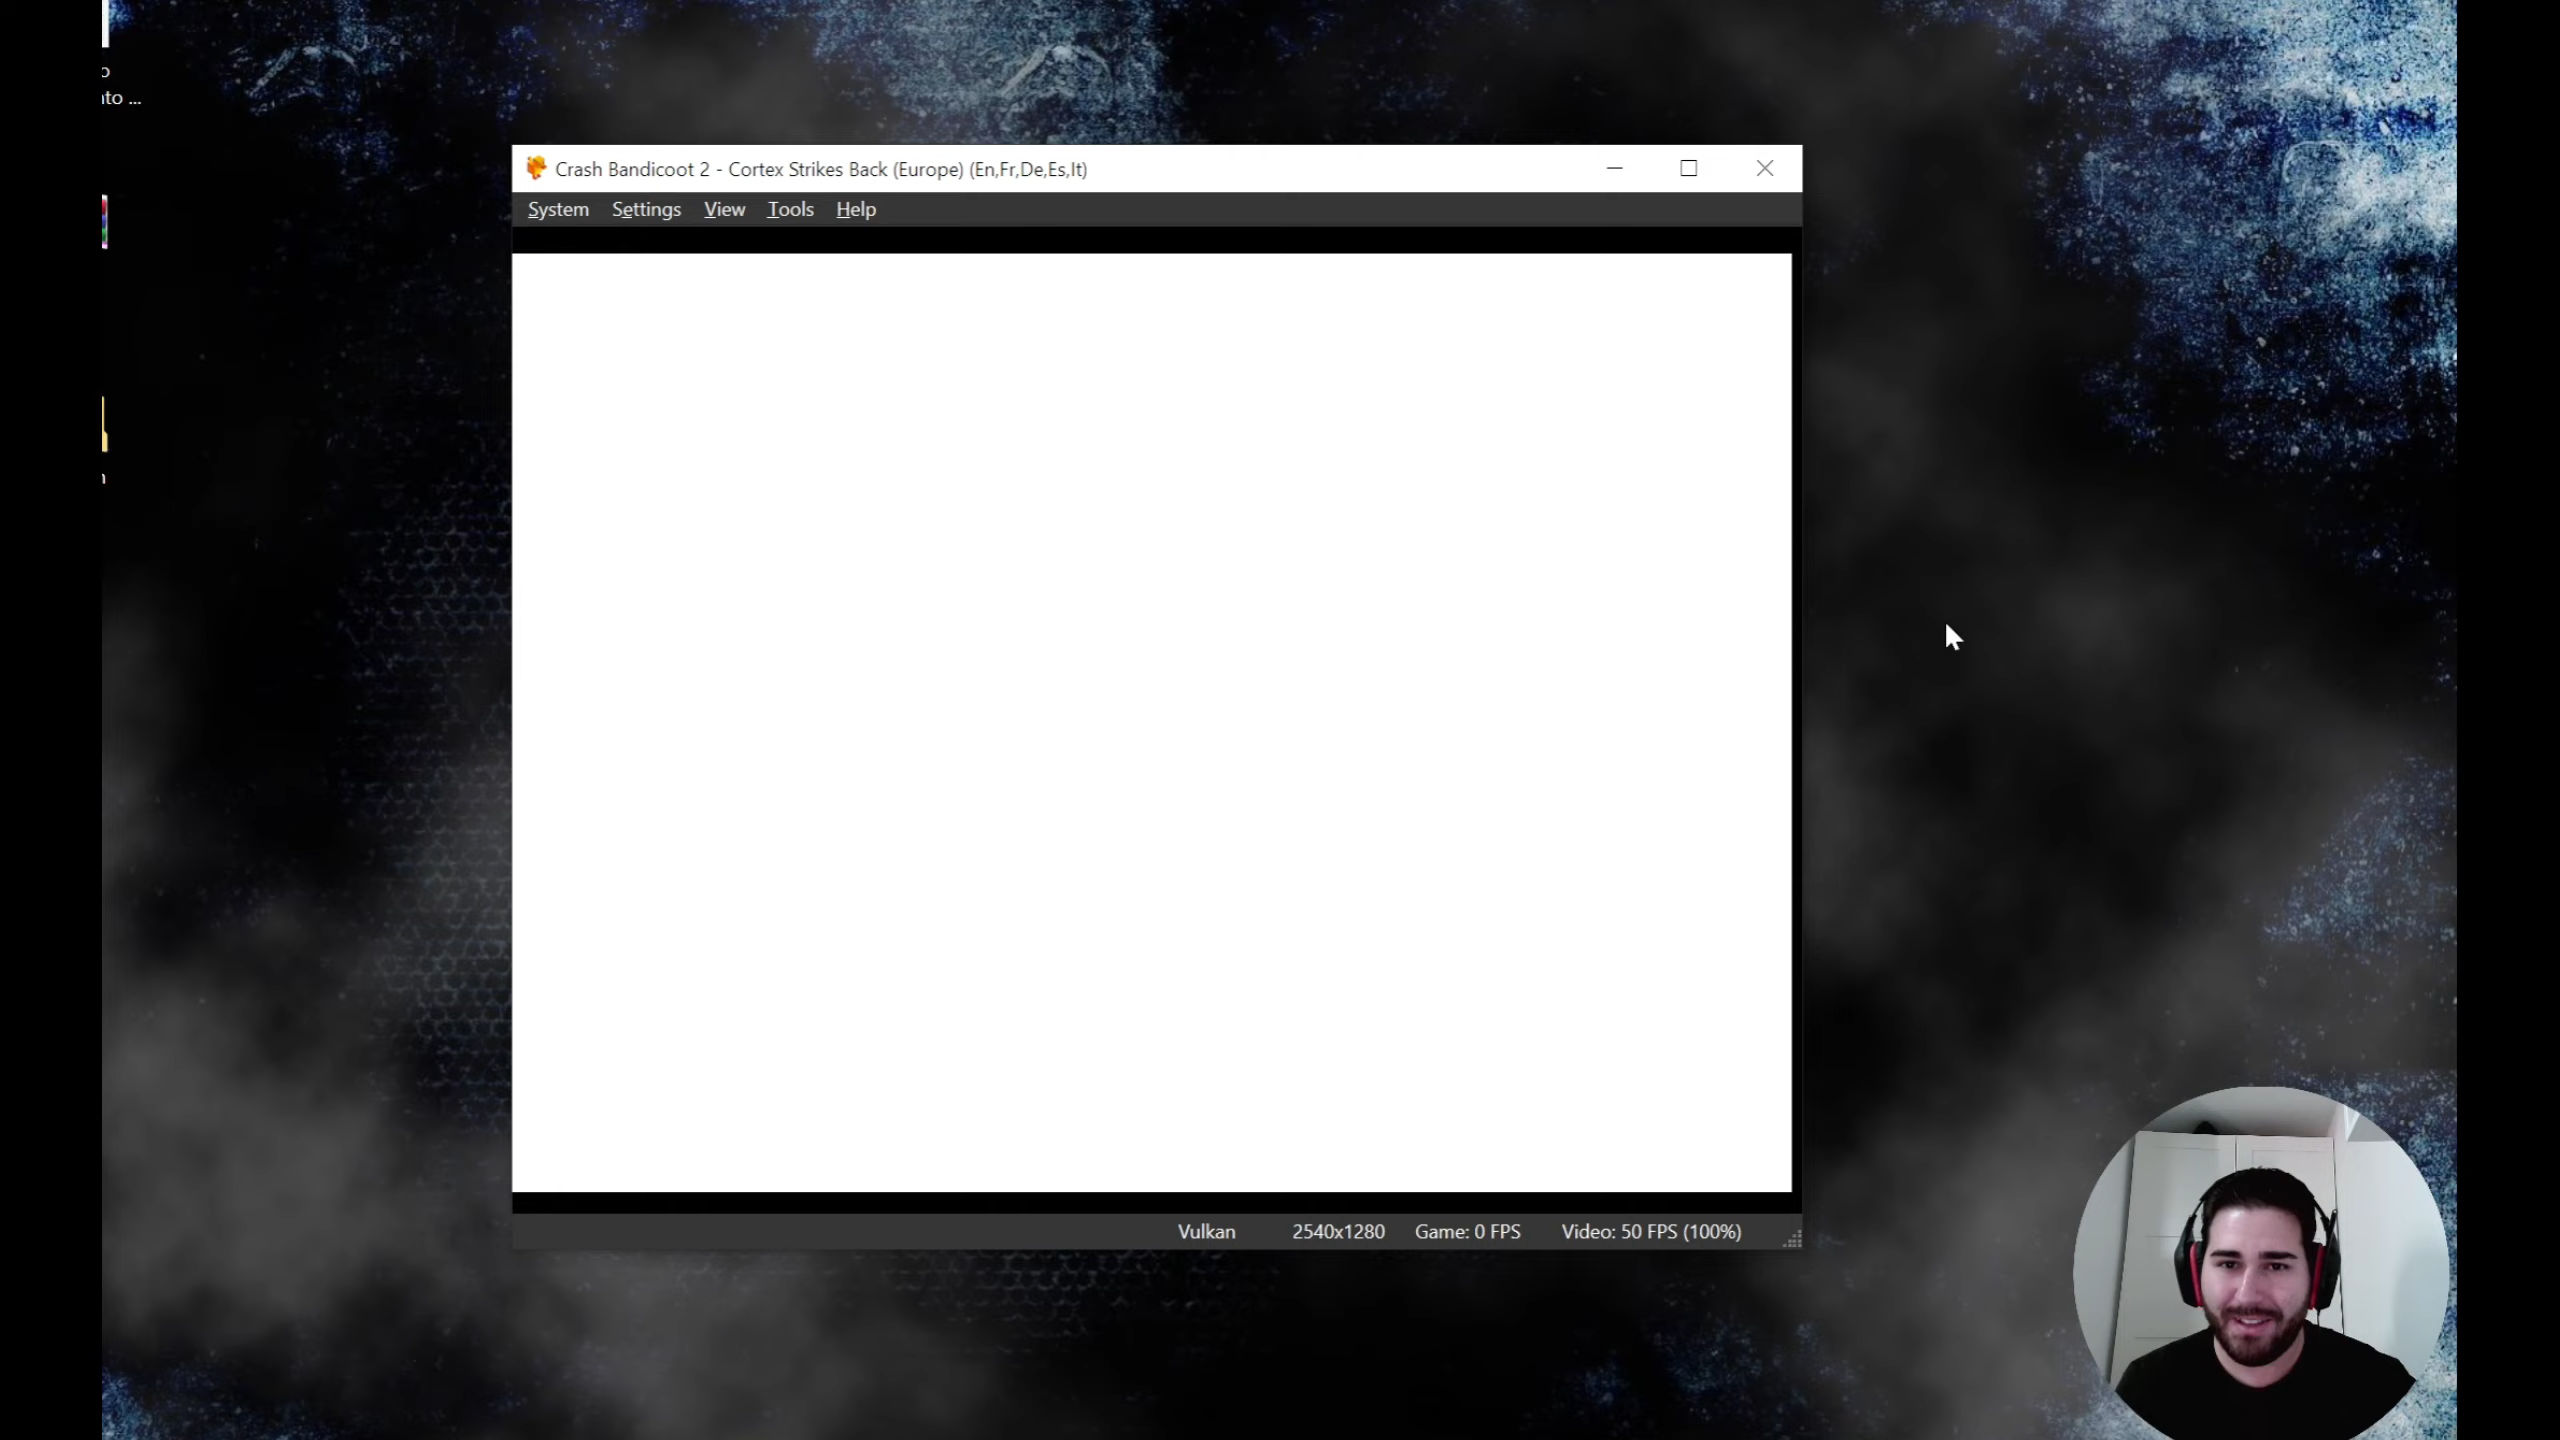 o
nto ...
n
Crash Bandicoot 2 - Cortex Strikes Back (Europe) (En,Fr,De,Es,It)
System Settings View Tools Help
Vulkan 2540x1280 Game: 0 FPS Video: 50 FPS (100%)